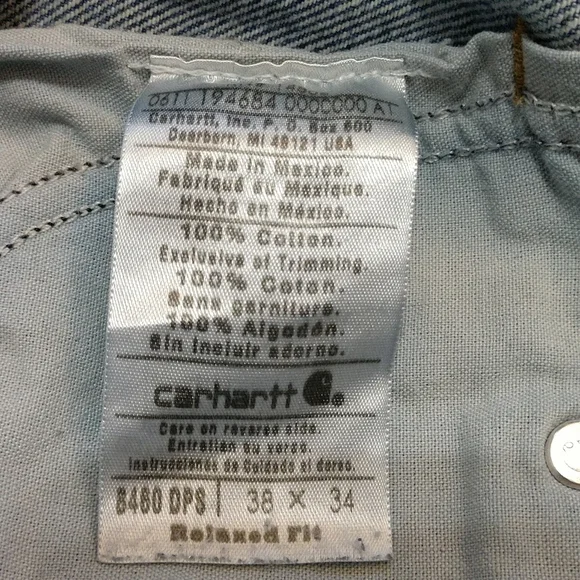 0611 194684 0000000 A1
Carhartt, Inc. P. O. Box 600
Dearborn, MI 48121 USA
Made in Mexico.
Fabriqué au Mexique.
Hecho en México.
100% Cotton.
Exclusive of Trimming.
100% Coton.
Sans garniture.
100% Algodón.
Sin incluir adorno.
carhartt
Care on reverse side.
Entretien au verso.
Instrucciones de Cuidado al dorso.
B460 DPS 38 X 34
Relaxed Fit